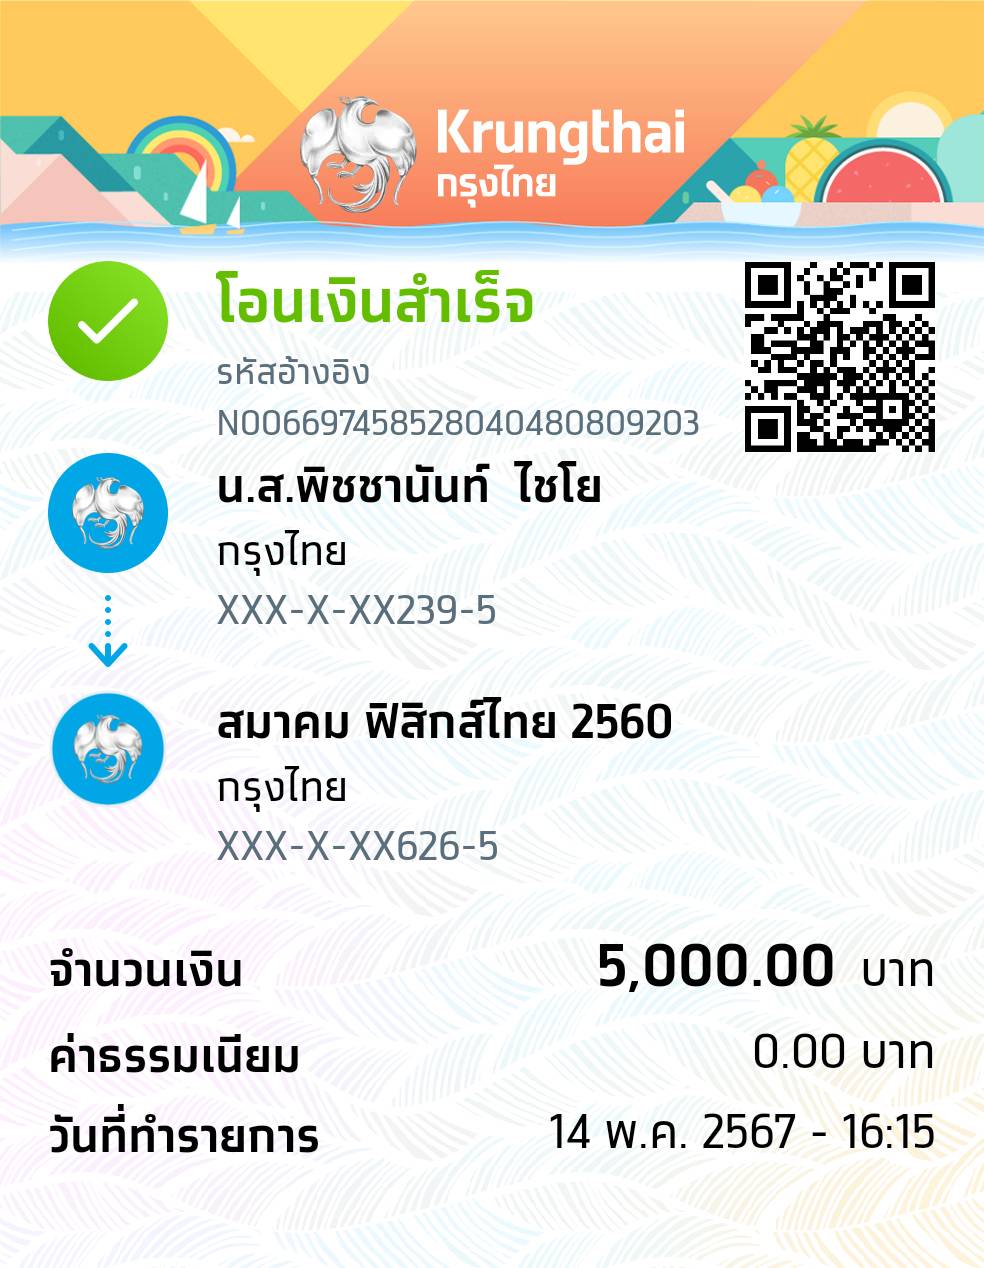 Krungthai
กรุงไทย
โอนเงินสำเร็จ
รหัสอ้างอิง
N00669745852804048080​9203
น.ส.พิชชานันท์ ไชโย
กรุงไทย
XXX-X-XX239-5
สมาคม ฟิสิกส์ไทย 2560
กรุงไทย
XXX-X-XX626-5
จำนวนเงิน 5,000.00 บาท
ค่าธรรมเนียม 0.00 บาท
วันที่ทำรายการ 14 พ.ค. 2567 - 16:15